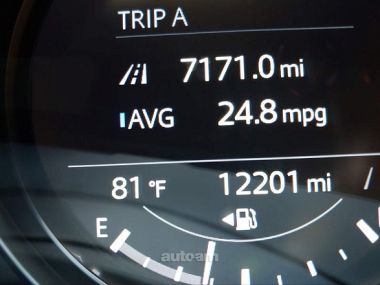 TRIP A
7171.0 mi
AVG 24.8 mpg
81 °F 12201 mi /
E
autoam